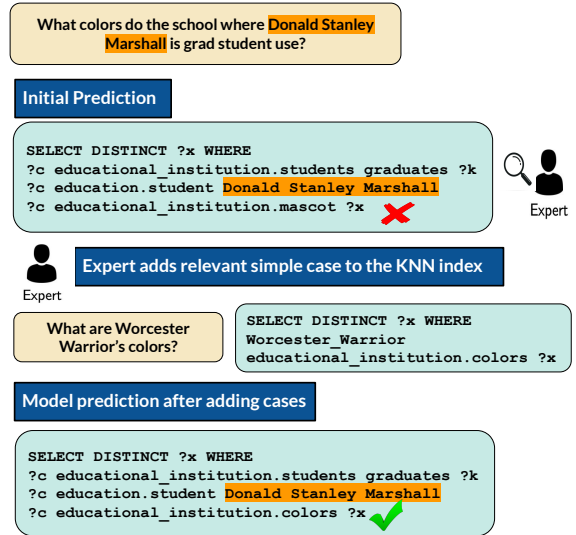 What colors do the school where Donald Stanley
Marshall is grad student use?
Initial Prediction
SELECT DISTINCT ?x WHERE
?c educational_institution.students graduates ?k
?c education.student Donald Stanley Marshall
?c educational_institution.mascot ?x
Expert
Expert adds relevant simple case to the KNN index
Expert
What are Worcester
Warrior’s colors?
SELECT DISTINCT ?x WHERE
Worcester_Warrior
educational_institution.colors ?x
Model prediction after adding cases
SELECT DISTINCT ?x WHERE
?c educational_institution.students graduates ?k
?c education.student Donald Stanley Marshall
?c educational_institution.colors ?x